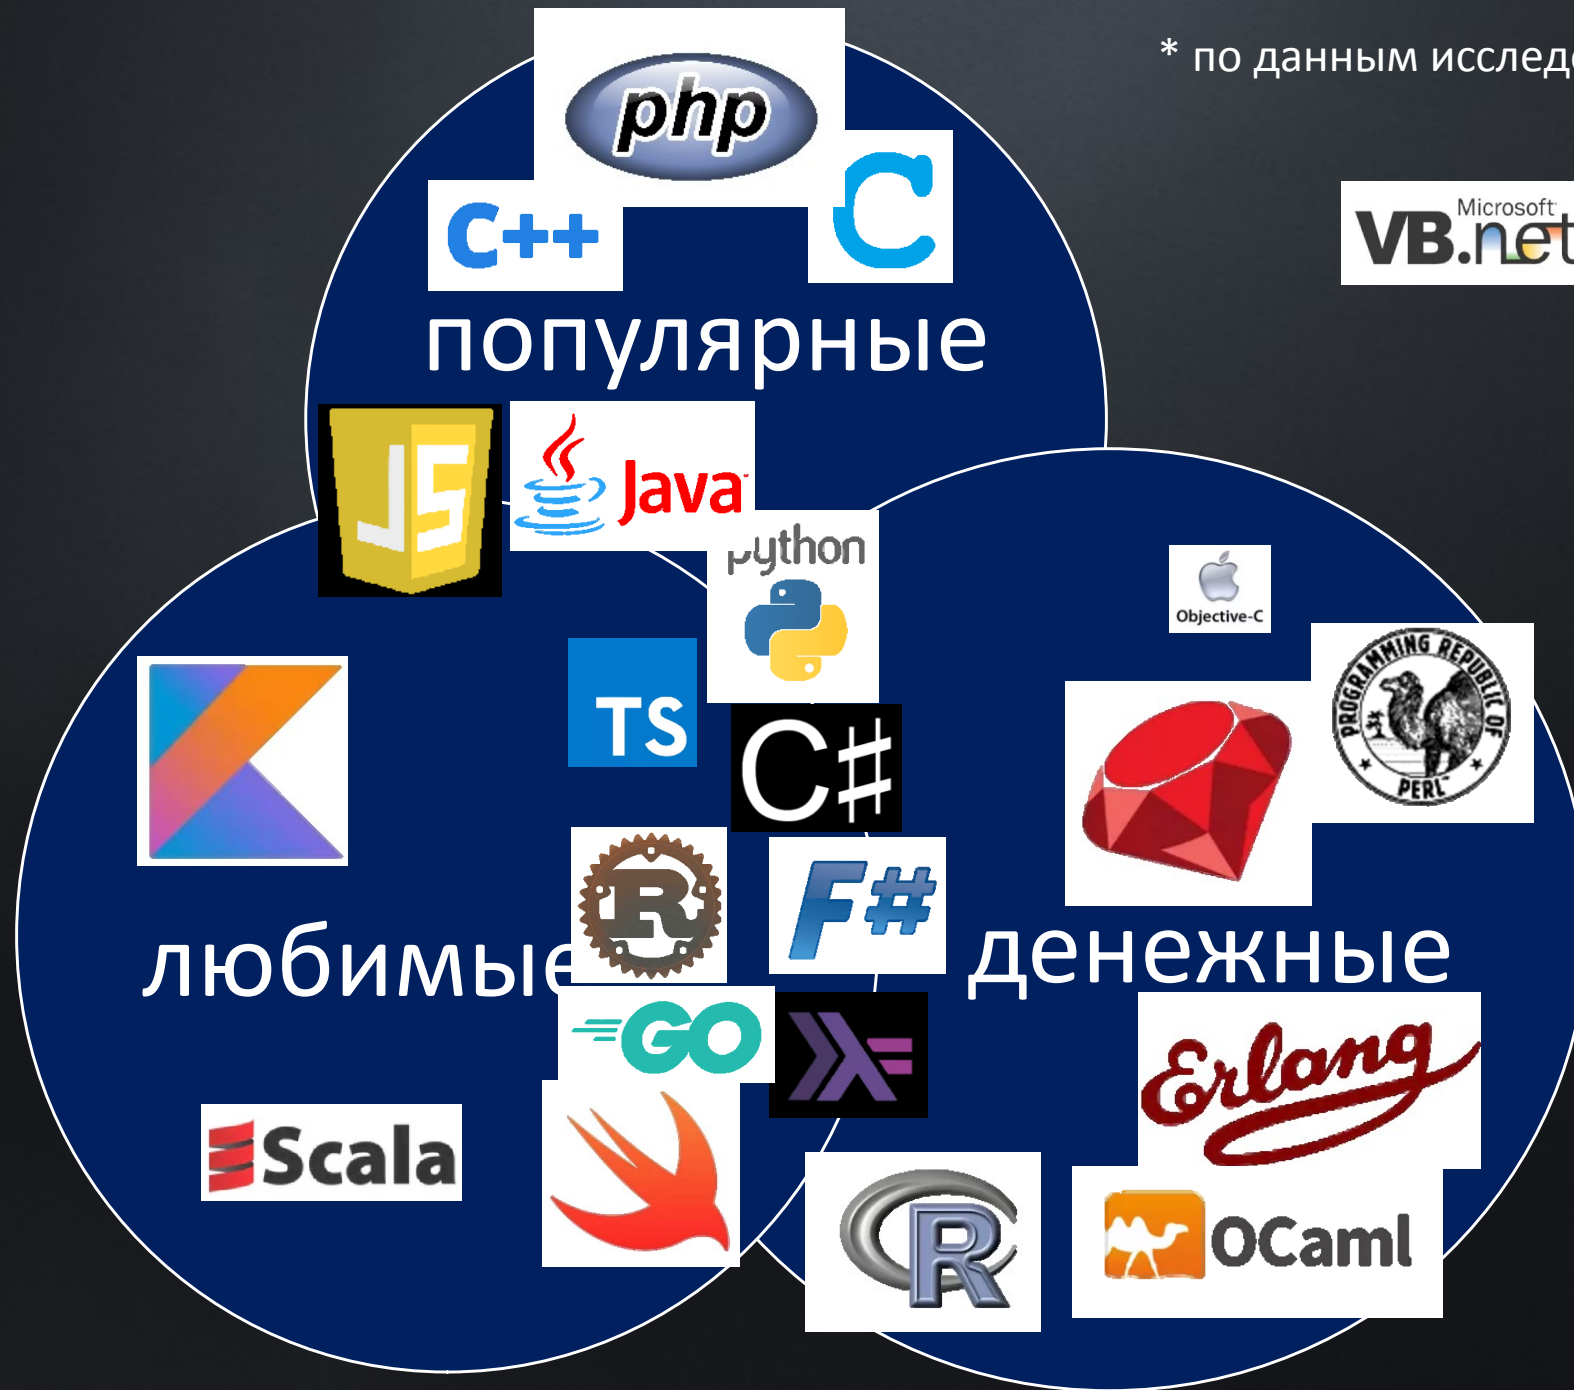 * по данным исслед
php
C++
C
Microsoft
VB.net
популярные
JS
Java
python
Objective-C
TS
C#
PROGRAMMING REPUBLIC OF
PERL
R
F#
любимые
денежные
GO
Erlang
Scala
R
OCaml